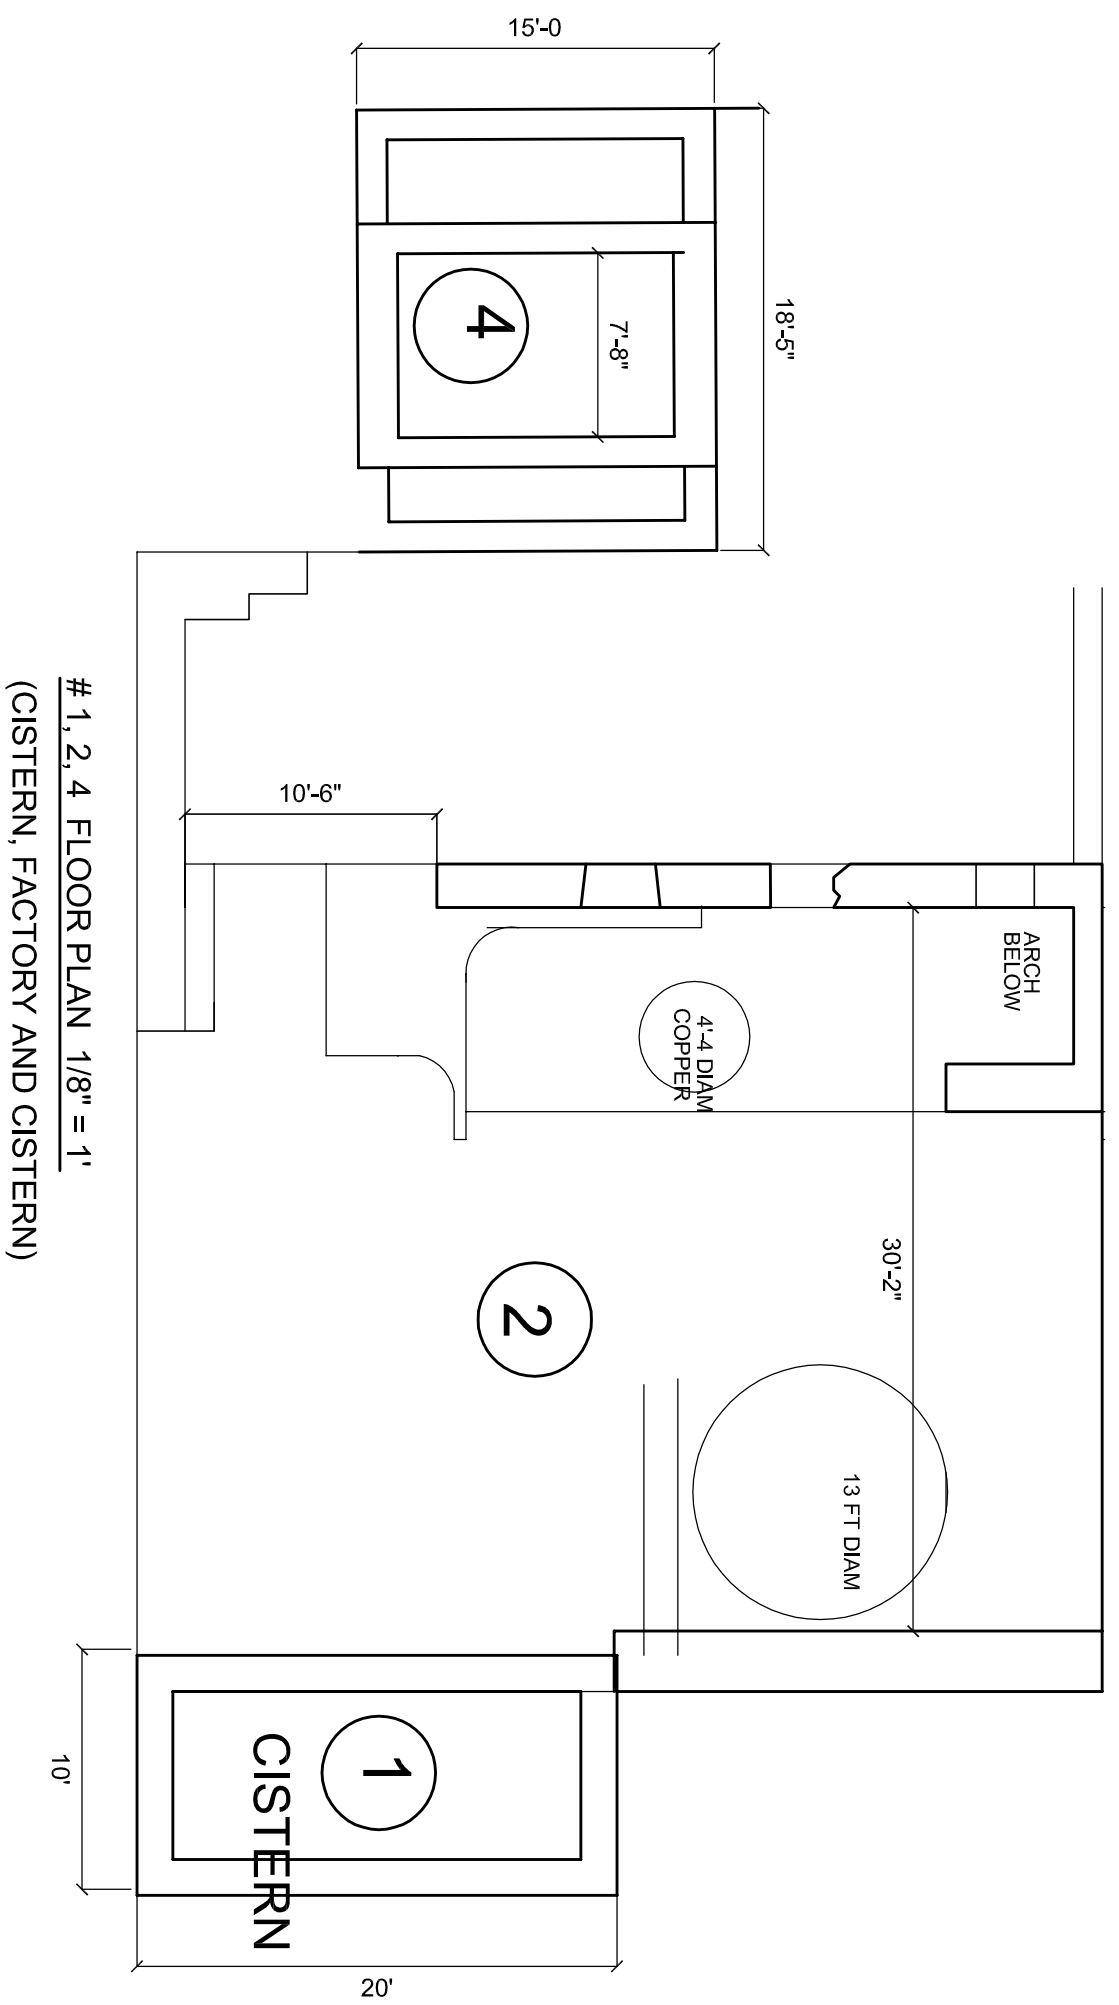 15'-0
18'-5"
7'-8"
4
10'-6"
ARCH
BELOW
4'-4 DIAM
COPPER
30'-2"
2
13 FT DIAM
1
CISTERN
10'
20'
# 1, 2, 4 FLOOR PLAN 1/8" = 1'
(CISTERN, FACTORY AND CISTERN)